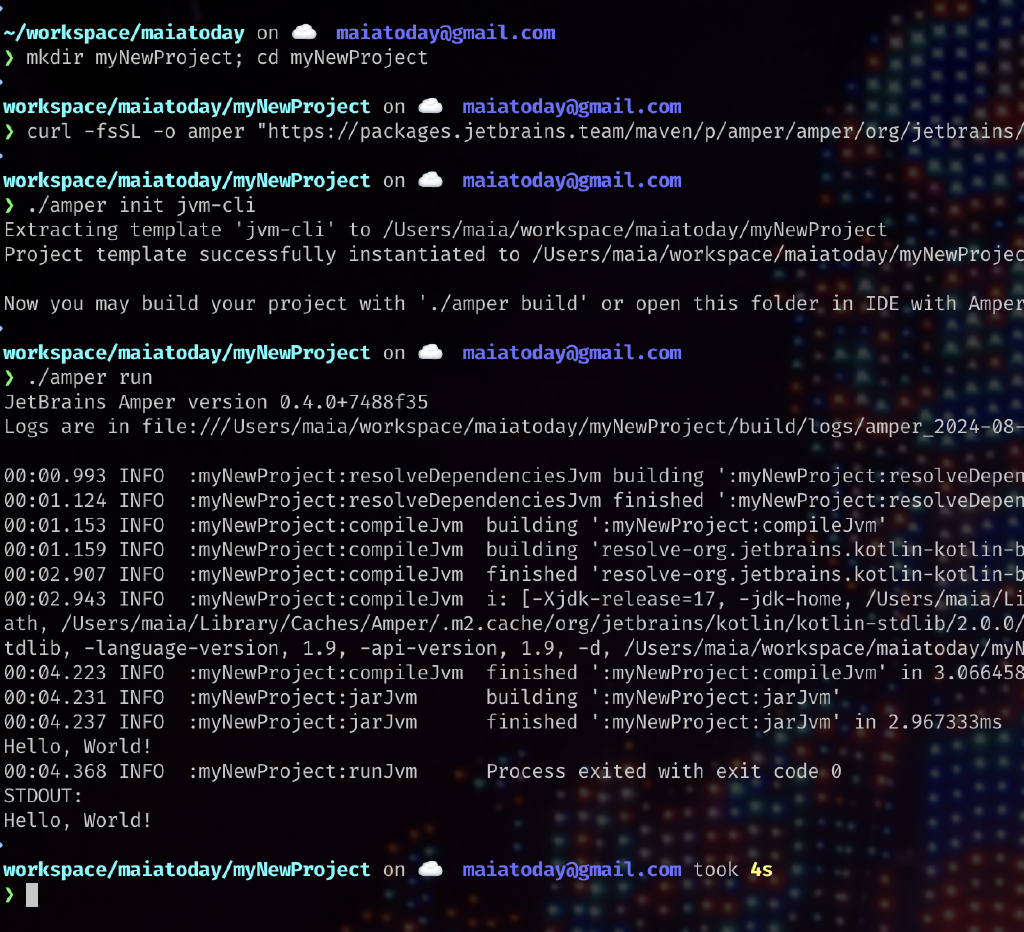 ~/workspace/maiatoday on ☁️ maiatoday@gmail.com
❯ mkdir myNewProject; cd myNewProject
workspace/maiatoday/myNewProject on ☁️ maiatoday@gmail.com
❯ curl -fsSL -o amper "https://packages.jetbrains.team/maven/p/amper/amper/org/jetbrains/
workspace/maiatoday/myNewProject on ☁️ maiatoday@gmail.com
❯ ./amper init jvm-cli
Extracting template 'jvm-cli' to /Users/maia/workspace/maiatoday/myNewProject
Project template successfully instantiated to /Users/maia/workspace/maiatoday/myNewProjec
Now you may build your project with './amper build' or open this folder in IDE with Amper
workspace/maiatoday/myNewProject on ☁️ maiatoday@gmail.com
❯ ./amper run
JetBrains Amper version 0.4.0+7488f35
Logs are in file:///Users/maia/workspace/maiatoday/myNewProject/build/logs/amper_2024-08-
00:00.993 INFO  :myNewProject:resolveDependenciesJvm building ':myNewProject:resolveDepen
00:01.124 INFO  :myNewProject:resolveDependenciesJvm finished ':myNewProject:resolveDepen
00:01.153 INFO  :myNewProject:compileJvm  building ':myNewProject:compileJvm'
00:01.159 INFO  :myNewProject:compileJvm  building 'resolve-org.jetbrains.kotlin-kotlin-b
00:02.907 INFO  :myNewProject:compileJvm  finished 'resolve-org.jetbrains.kotlin-kotlin-b
00:02.943 INFO  :myNewProject:compileJvm  i: [-Xjdk-release=17, -jdk-home, /Users/maia/Li
ath, /Users/maia/Library/Caches/Amper/.m2.cache/org/jetbrains/kotlin/kotlin-stdlib/2.0.0/
tdlib, -language-version, 1.9, -api-version, 1.9, -d, /Users/maia/workspace/maiatoday/myN
00:04.223 INFO  :myNewProject:compileJvm  finished ':myNewProject:compileJvm' in 3.066458
00:04.231 INFO  :myNewProject:jarJvm      building ':myNewProject:jarJvm'
00:04.237 INFO  :myNewProject:jarJvm      finished ':myNewProject:jarJvm' in 2.967333ms
Hello, World!
00:04.368 INFO  :myNewProject:runJvm      Process exited with exit code 0
STDOUT:
Hello, World!
workspace/maiatoday/myNewProject on ☁️ maiatoday@gmail.com took 4s
❯